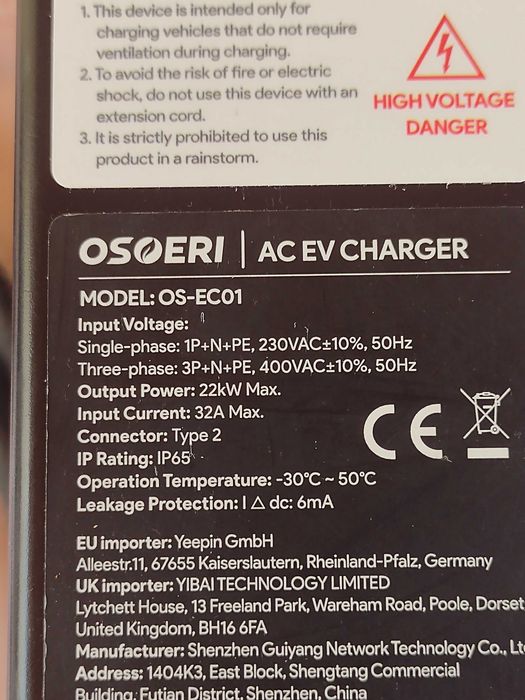 1. This device is intended only for
charging vehicles that do not require
ventilation during charging.
2. To avoid the risk of fire or electric
shock, do not use this device with an
extension cord.
3. It is strictly prohibited to use this
product in a rainstorm.
HIGH VOLTAGE
DANGER
OSOERI | AC EV CHARGER
MODEL: OS-EC01
Input Voltage:
Single-phase: 1P+N+PE, 230VAC±10%, 50Hz
Three-phase: 3P+N+PE, 400VAC±10%, 50Hz
Output Power: 22kW Max.
Input Current: 32A Max.
Connector: Type 2
IP Rating: IP65
Operation Temperature: -30℃ ~ 50℃
Leakage Protection: I △ dc: 6mA
CE
EU importer: Yeepin GmbH
Alleestr.11, 67655 Kaiserslautern, Rheinland-Pfalz, Germany
UK importer: YIBAI TECHNOLOGY LIMITED
Lytchett House, 13 Freeland Park, Wareham Road, Poole, Dorset
United Kingdom, BH16 6FA
Manufacturer: Shenzhen Guiyang Network Technology Co., Lt
Address: 1404K3, East Block, Shengtang Commercial
Building, Futian District, Shenzhen, China